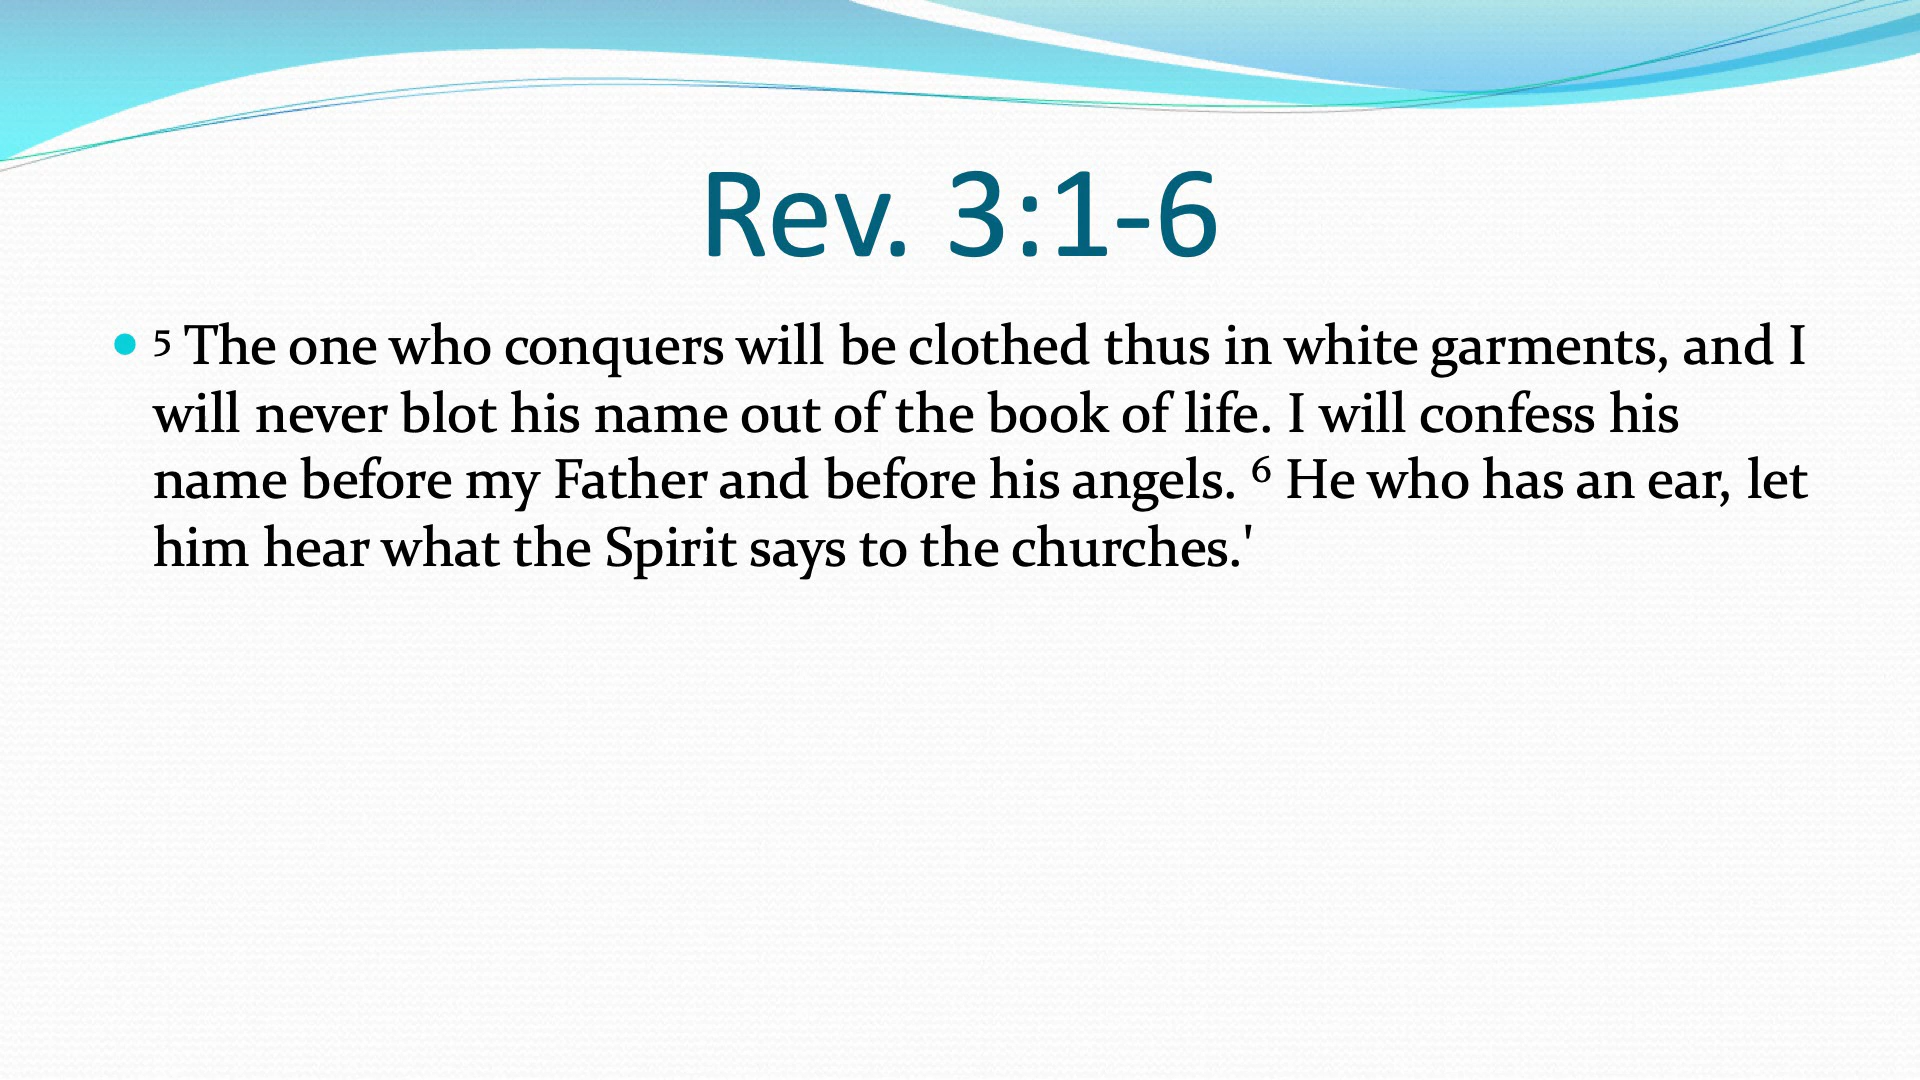 Rev. 3:1-6
• ⁵ The one who conquers will be clothed thus in white garments, and I
will never blot his name out of the book of life. I will confess his
name before my Father and before his angels. ⁶ He who has an ear, let
him hear what the Spirit says to the churches.'